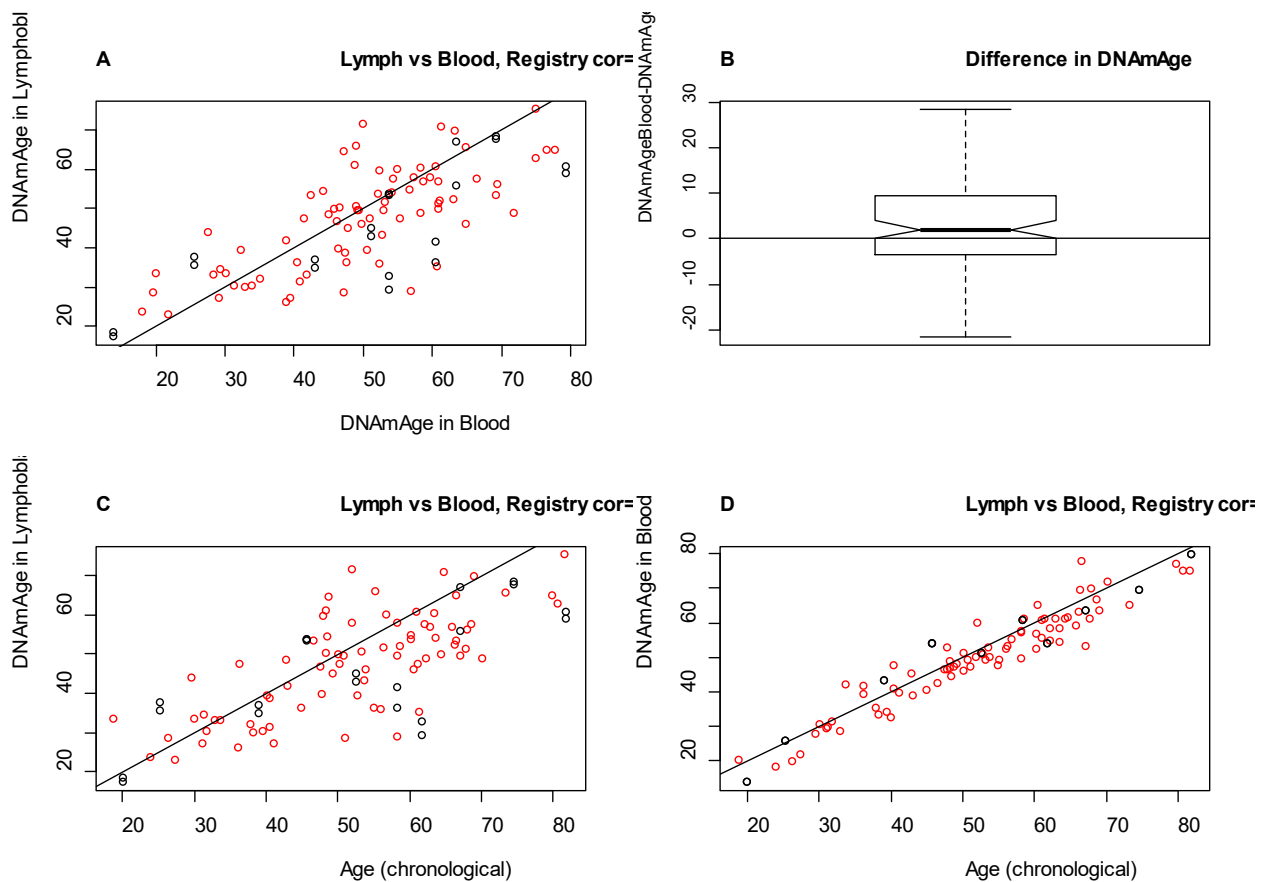 A
Lymph vs Blood, Registry cor=
DNAmAge in Lymphobl
60
40
20
20 30 40 50 60 70 80
DNAmAge in Blood
B
Difference in DNAmAge
DNAmAgeBlood-DNAmAge
30
20
10
0
-10
-20
C
Lymph vs Blood, Registry cor=
DNAmAge in Lymphobl
60
40
20
20 30 40 50 60 70 80
Age (chronological)
D
Lymph vs Blood, Registry cor=
DNAmAge in Blood
80
60
40
20
20 30 40 50 60 70 80
Age (chronological)